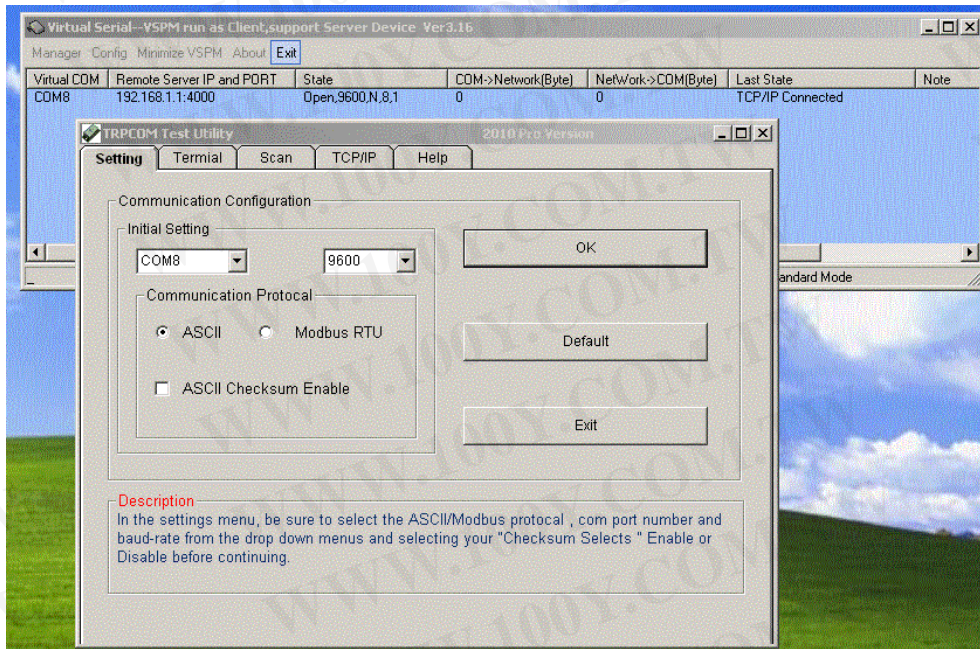 Virtual Serial--VSPM run as Client,support Server Device Ver3.16
Manager Config Minimize VSPM About Exit
Virtual COM Remote Server IP and PORT State COM->Network(Byte) NetWork->COM(Byte) Last State Note
COM8 192.168.1.1:4000 Open,9600,N,8,1 0 0 TCP/IP Connected
TRPCOM Test Utility 2010 Pro Version
Setting Termial Scan TCP/IP Help
Communication Configuration
Initial Setting
COM8 9600 OK
andard Mode
Communication Protocal
ASCII Modbus RTU
Default
ASCII Checksum Enable
Exit
Description
In the settings menu, be sure to select the ASCII/Modbus protocal , com port number and
baud-rate from the drop down menus and selecting your "Checksum Selects " Enable or
Disable before continuing.
WWW.100Y.COM.TW